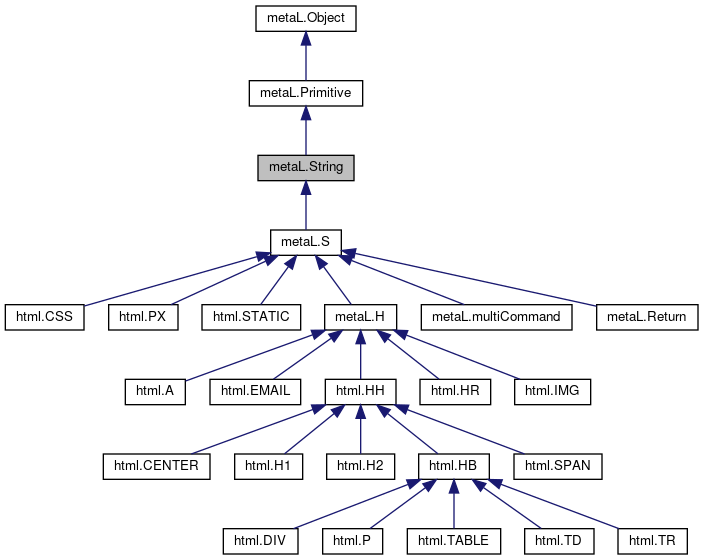 metaL.Object
metaL.Primitive
metaL.String
metaL.S
html.CSS
html.PX
html.STATIC
metaL.H
metaL.multiCommand
metaL.Return
html.A
html.EMAIL
html.HH
html.HR
html.IMG
html.CENTER
html.H1
html.H2
html.HB
html.SPAN
html.DIV
html.P
html.TABLE
html.TD
html.TR